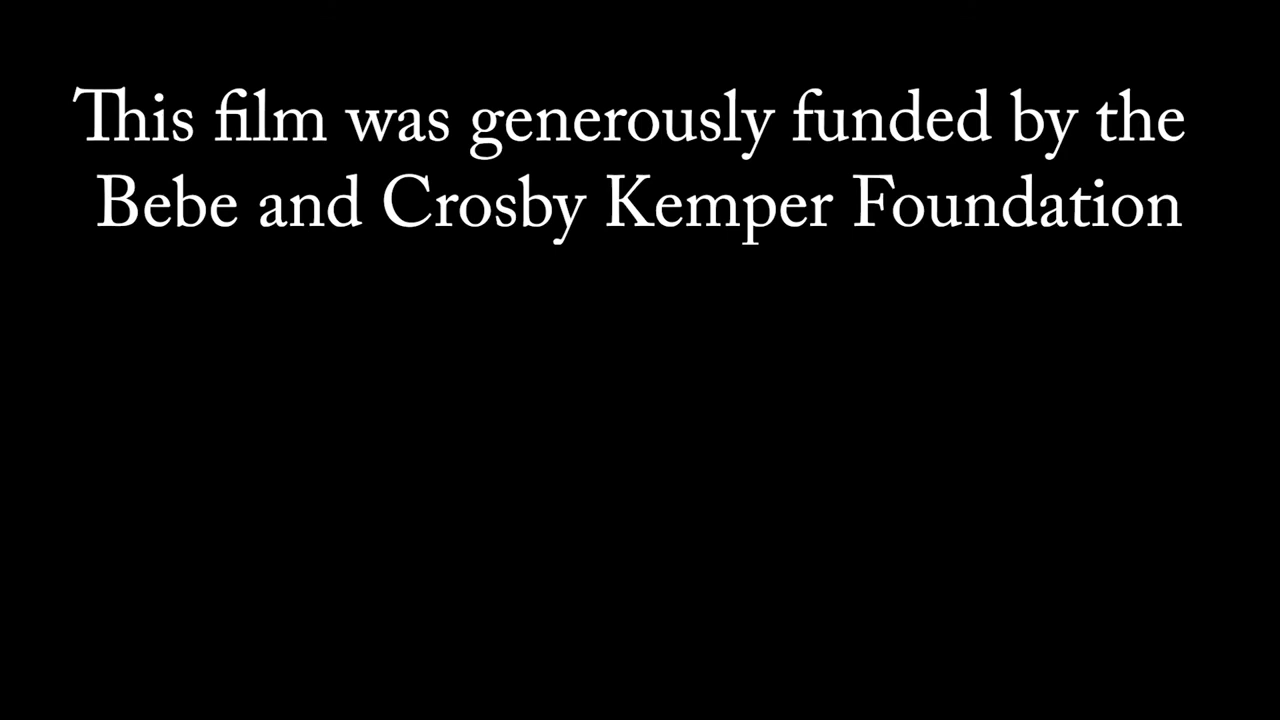 This film was generously funded by the
Bebe and Crosby Kemper Foundation